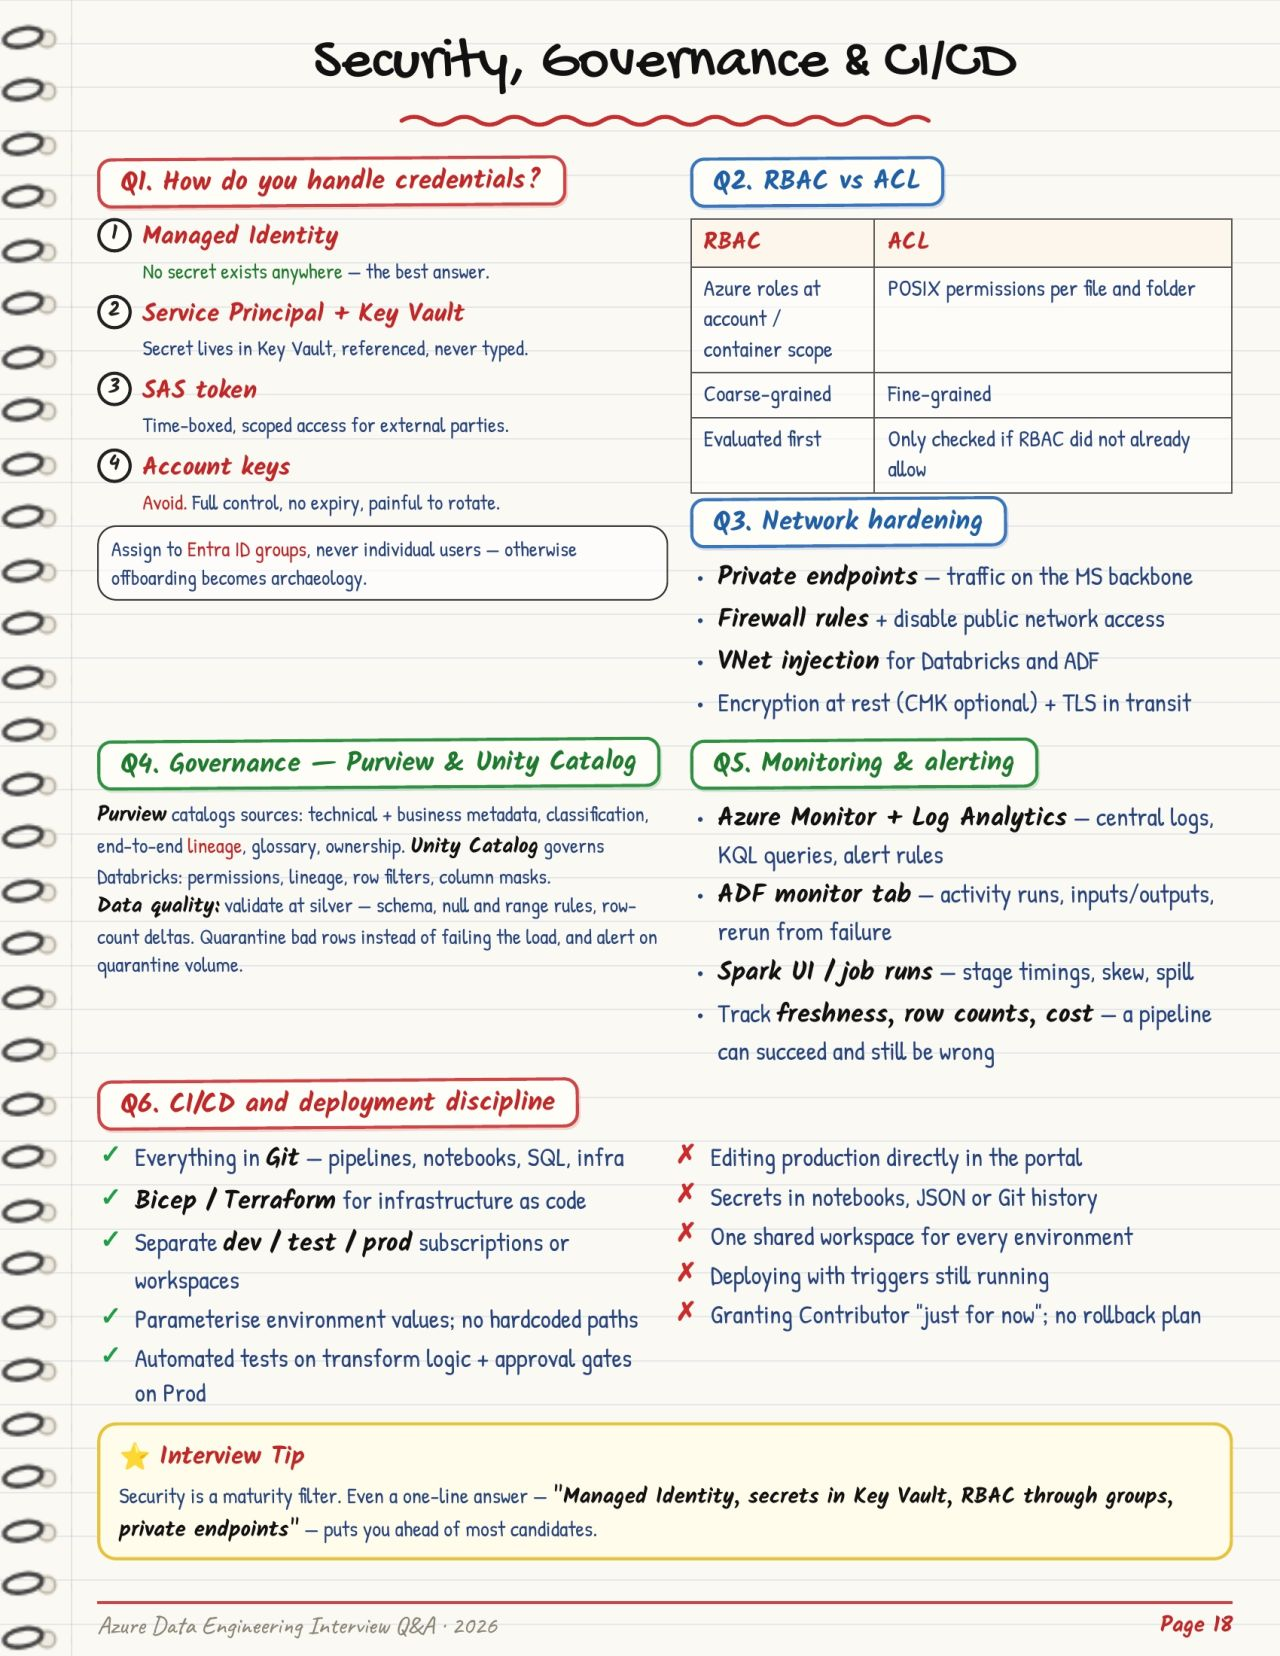 Security, Governance & CI/CD
Q1. How do you handle credentials?
1 Managed Identity
No secret exists anywhere — the best answer.
2 Service Principal + Key Vault
Secret lives in Key Vault, referenced, never typed.
3 SAS token
Time-boxed, scoped access for external parties.
4 Account keys
Avoid. Full control, no expiry, painful to rotate.
Assign to Entra ID groups, never individual users — otherwise
offboarding becomes archaeology.
Q2. RBAC vs ACL
RBAC ACL
Azure roles at POSIX permissions per file and folder
account /
container scope
Coarse-grained Fine-grained
Evaluated first Only checked if RBAC did not already
allow
Q3. Network hardening
• Private endpoints — traffic on the MS backbone
• Firewall rules + disable public network access
• VNet injection for Databricks and ADF
• Encryption at rest (CMK optional) + TLS in transit
Q4. Governance — Purview & Unity Catalog
Purview catalogs sources: technical + business metadata, classification,
end-to-end lineage, glossary, ownership. Unity Catalog governs
Databricks: permissions, lineage, row filters, column masks.
Data quality: validate at silver — schema, null and range rules, row-
count deltas. Quarantine bad rows instead of failing the load, and alert on
quarantine volume.
Q5. Monitoring & alerting
• Azure Monitor + Log Analytics — central logs,
KQL queries, alert rules
• ADF monitor tab — activity runs, inputs/outputs,
rerun from failure
• Spark UI / job runs — stage timings, skew, spill
• Track freshness, row counts, cost — a pipeline
can succeed and still be wrong
Q6. CI/CD and deployment discipline
✓ Everything in Git — pipelines, notebooks, SQL, infra
✓ Bicep / Terraform for infrastructure as code
✓ Separate dev / test / prod subscriptions or
workspaces
✓ Parameterise environment values; no hardcoded paths
✓ Automated tests on transform logic + approval gates
on Prod
✗ Editing production directly in the portal
✗ Secrets in notebooks, JSON or Git history
✗ One shared workspace for every environment
✗ Deploying with triggers still running
✗ Granting Contributor "just for now"; no rollback plan
⭐ Interview Tip
Security is a maturity filter. Even a one-line answer — "Managed Identity, secrets in Key Vault, RBAC through groups,
private endpoints" — puts you ahead of most candidates.
Azure Data Engineering Interview Q&A · 2026
Page 18